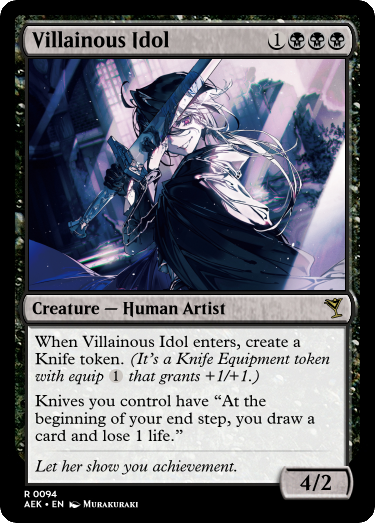 Villainous Idol 1
Creature — Human Artist
When Villainous Idol enters, create a
Knife token. (It's a Knife Equipment token
with equip 1 that grants +1/+1.)
Knives you control have “At the
beginning of your end step, you draw a
card and lose 1 life.”
Let her show you achievement.
4/2
R 0094
AEK • EN Murakuraki